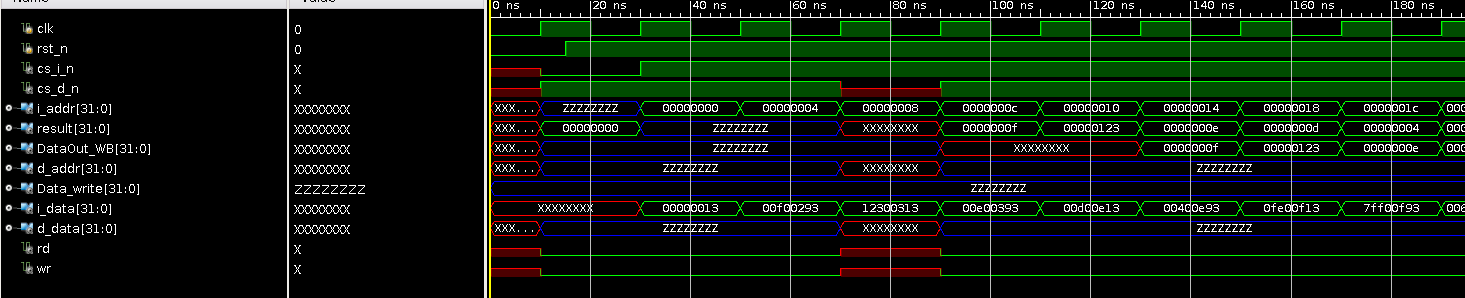 0 ns 20 ns 40 ns 60 ns 80 ns 100 ns 120 ns 140 ns 160 ns 180 ns
clk 0
rst_n 0
cs_i_n X
cs_d_n X
i_addr[31:0] XXXXXXXX XXX... ZZZZZZZZ 00000000 00000004 00000008 0000000c 00000010 00000014 00000018 0000001c 000
result[31:0] XXXXXXXX XXX... 00000000 ZZZZZZZZ XXXXXXXX 0000000f 00000123 0000000e 0000000d 00000004 000
DataOut_WB[31:0] XXXXXXXX XXX... ZZZZZZZZ XXXXXXXX 0000000f 00000123 0000000e 000
d_addr[31:0] XXXXXXXX XXX... ZZZZZZZZ XXXXXXXX ZZZZZZZZ
Data_write[31:0] ZZZZZZZZ ZZZZZZZZ
i_data[31:0] XXXXXXXX XXXXXXXX 00000013 00f00293 12300313 00e00393 00d00e13 00400e93 0fe00f13 7ff00f93 006
d_data[31:0] XXXXXXXX XXX... ZZZZZZZZ XXXXXXXX ZZZZZZZZ
rd X
wr X